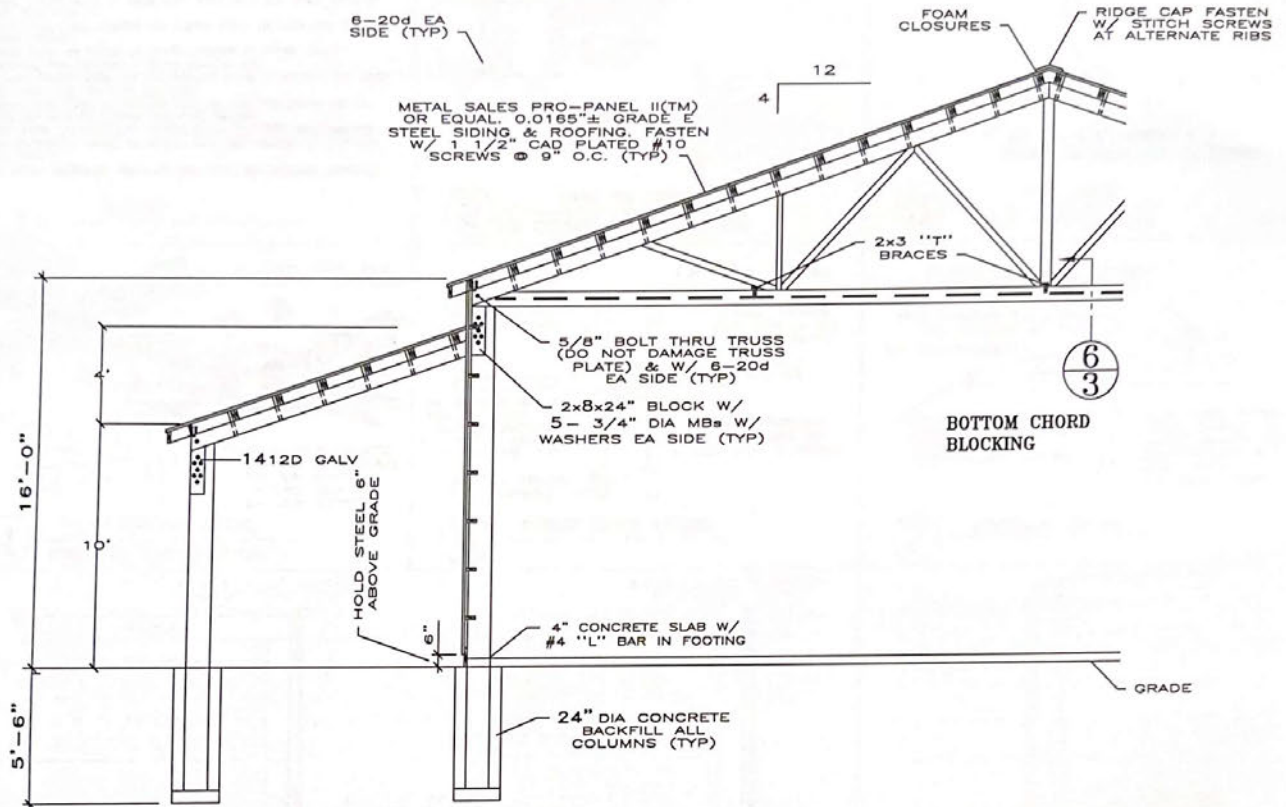 6-20d EA
SIDE (TYP)
FOAM
CLOSURES
RIDGE CAP FASTEN
W/ STITCH SCREWS
AT ALTERNATE RIBS
12
4
METAL SALES PRO-PANEL II(TM)
OR EQUAL. 0.0165"± GRADE E
STEEL SIDING & ROOFING. FASTEN
W/ 1 1/2" CAD PLATED #10
SCREWS @ 9" O.C. (TYP)
2x3 "T"
BRACES
5/8" BOLT THRU TRUSS
(DO NOT DAMAGE TRUSS
PLATE) & W/ 6-20d
EA SIDE (TYP)
6
3
2x8x24" BLOCK W/
5- 3/4" DIA MBs W/
WASHERS EA SIDE (TYP)
BOTTOM CHORD
BLOCKING
1412D GALV
4'
16'-0"
10'
HOLD STEEL 6"
ABOVE GRADE
6"
4" CONCRETE SLAB W/
#4 "L" BAR IN FOOTING
GRADE
24" DIA CONCRETE
BACKFILL ALL
COLUMNS (TYP)
5'-6"